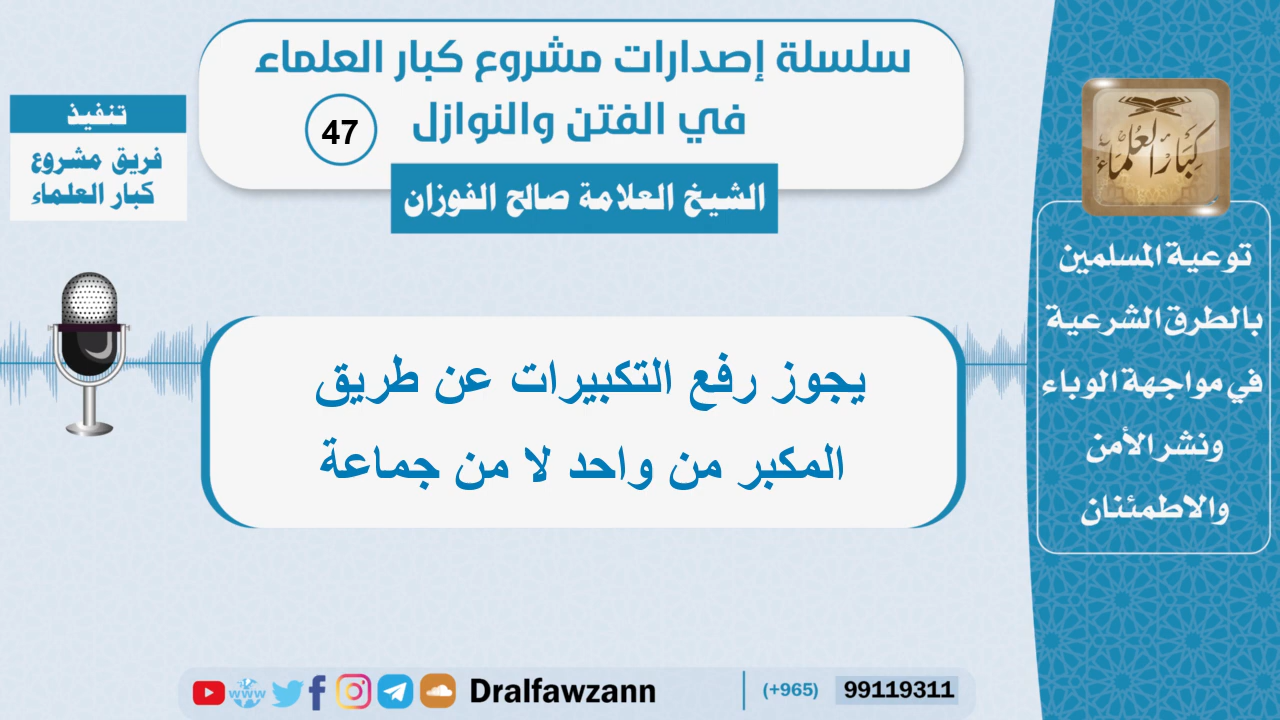 سلسلة إصدارات مشروع كبار العلماء
في الفتن والنوازل 47
الشيخ العلامة صالح الفوزان
تنفيذ
فريق مشروع
كبار العلماء
كبار العلماء
توعية المسلمين
بالطرق الشرعية
في مواجهة الوباء
ونشر الأمن
والاطمئنان
يجوز رفع التكبيرات عن طريق
المكبر من واحد لا من جماعة
www Dralfawzann (+965) 99119311